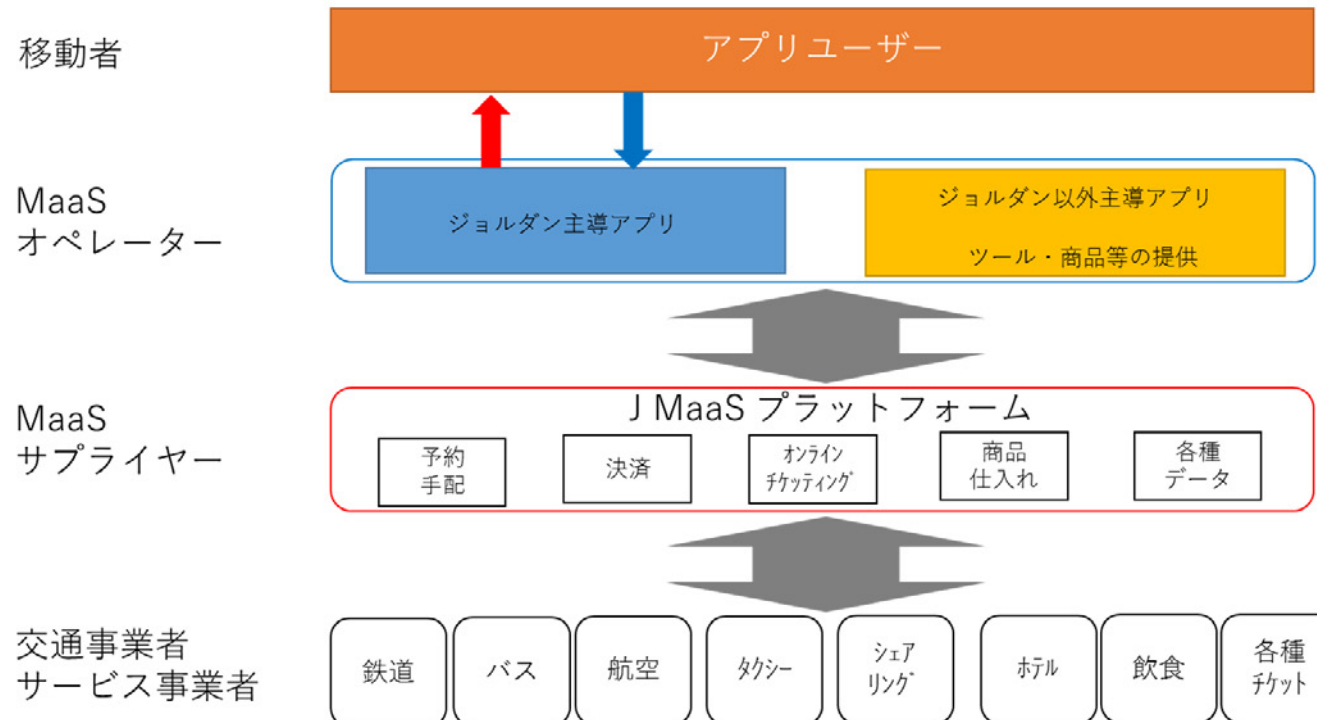 移動者
アプリユーザー
MaaS
オペレーター
ジョルダン主導アプリ
ジョルダン以外主導アプリ
ツール・商品等の提供
MaaS
サプライヤー
J MaaS プラットフォーム
予約
手配
決済
ｵﾝﾗｲﾝ
ﾁｹｯﾃｨﾝｸﾞ
商品
仕入れ
各種
データ
交通事業者
サービス事業者
鉄道
バス
航空
ﾀｸｼｰ
ｼｪｱ
ﾘﾝｸﾞ
ﾎﾃﾙ
飲食
各種
ﾁｹｯﾄ